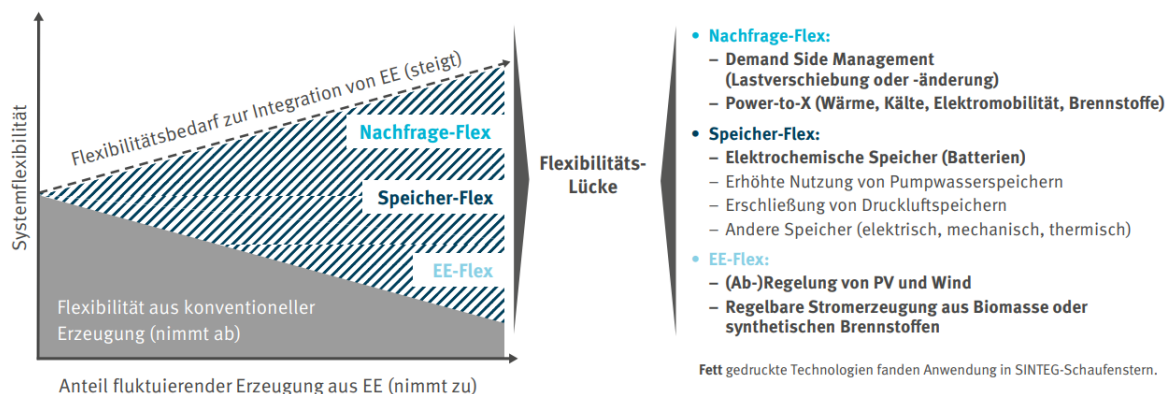 Systemflexibilität
Flexibilitätsbedarf zur Integration von EE (steigt)
Nachfrage-Flex
Speicher-Flex
EE-Flex
Flexibilität aus konventioneller
Erzeugung (nimmt ab)
Anteil fluktuierender Erzeugung aus EE (nimmt zu)
Flexibilitäts-
Lücke
• Nachfrage-Flex:
– Demand Side Management
(Lastverschiebung oder -änderung)
– Power-to-X (Wärme, Kälte, Elektromobilität, Brennstoffe)
• Speicher-Flex:
– Elektrochemische Speicher (Batterien)
– Erhöhte Nutzung von Pumpwasserspeichern
– Erschließung von Druckluftspeichern
– Andere Speicher (elektrisch, mechanisch, thermisch)
• EE-Flex:
– (Ab-)Regelung von PV und Wind
– Regelbare Stromerzeugung aus Biomasse oder
synthetischen Brennstoffen
Fett gedruckte Technologien fanden Anwendung in SINTEG-Schaufenstern.